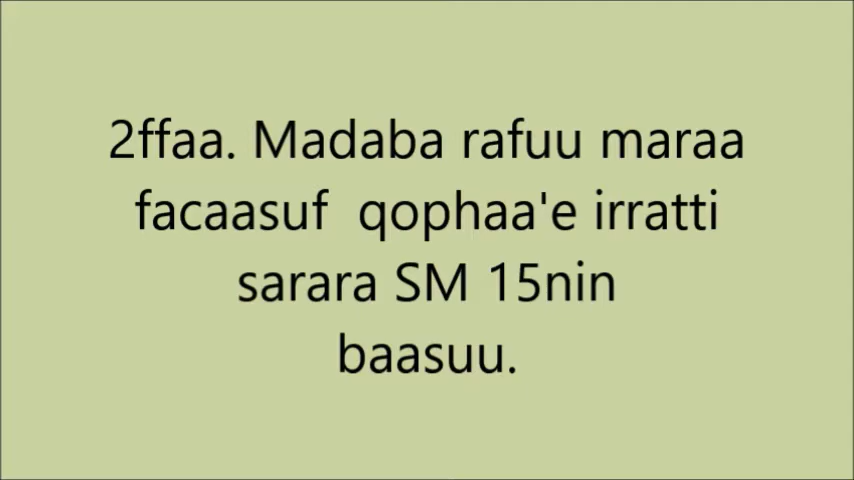 2ffaa. Madaba rafuu maraa
facaasuf  qophaa'e irratti
sarara SM 15nin
baasuu.